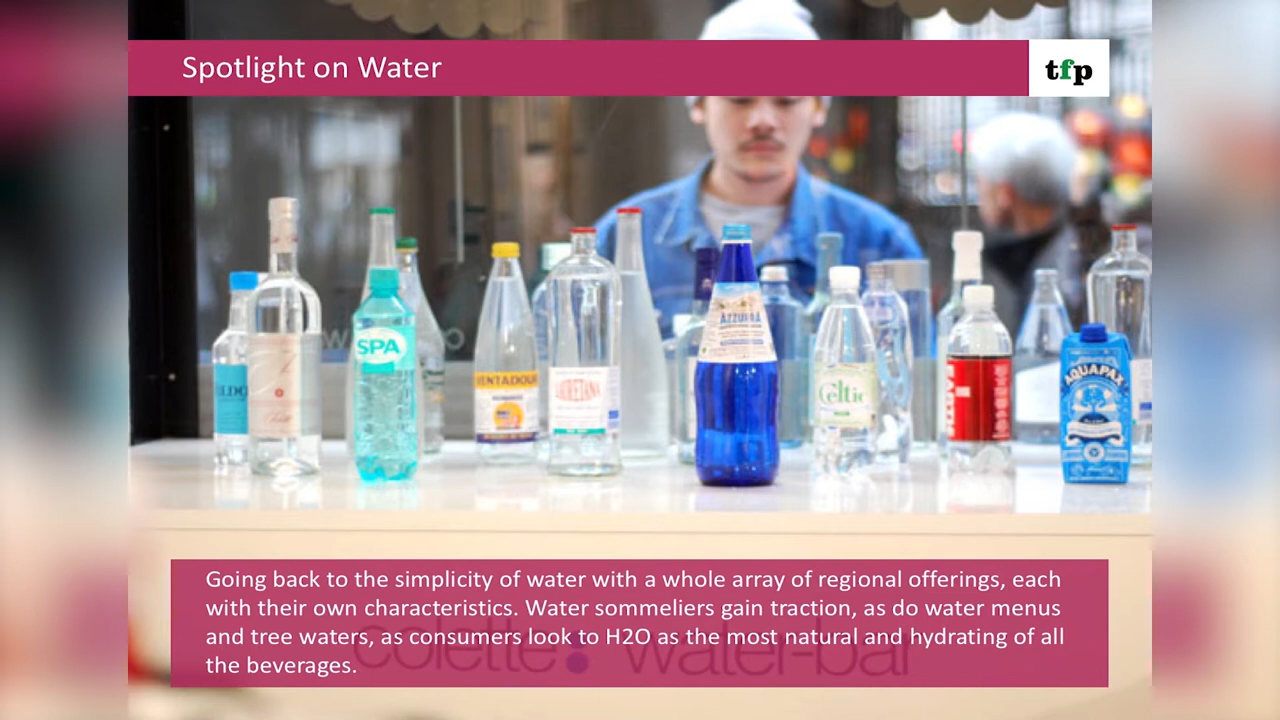 Spotlight on Water
tfp
SPA
VENTADOUR
LAURETANA
AZZURRA
Celtic
AQUAPAX
Going back to the simplicity of water with a whole array of regional offerings, each
with their own characteristics. Water sommeliers gain traction, as do water menus
and tree waters, as consumers look to H2O as the most natural and hydrating of all
the beverages.
colette: water-bar